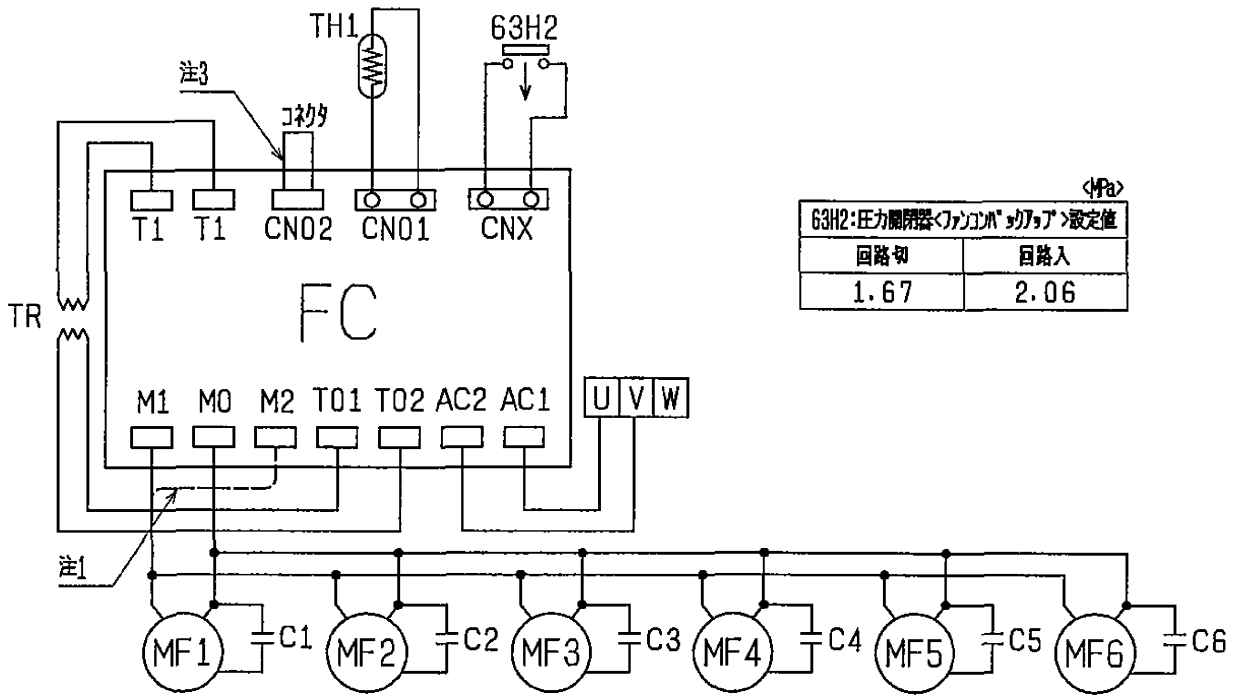 TH1
63H2
注3
コネクタ
T1 T1 CN02 CN01 CNX
<MPa>
63H2:圧力開閉器<ファンコンバックアップ>設定値
回路切 回路入
1.67 2.06
TR
FC
M1 M0 M2 T01 T02 AC2 AC1
U V W
注1
MF1 C1 MF2 C2 MF3 C3 MF4 C4 MF5 C5 MF6 C6